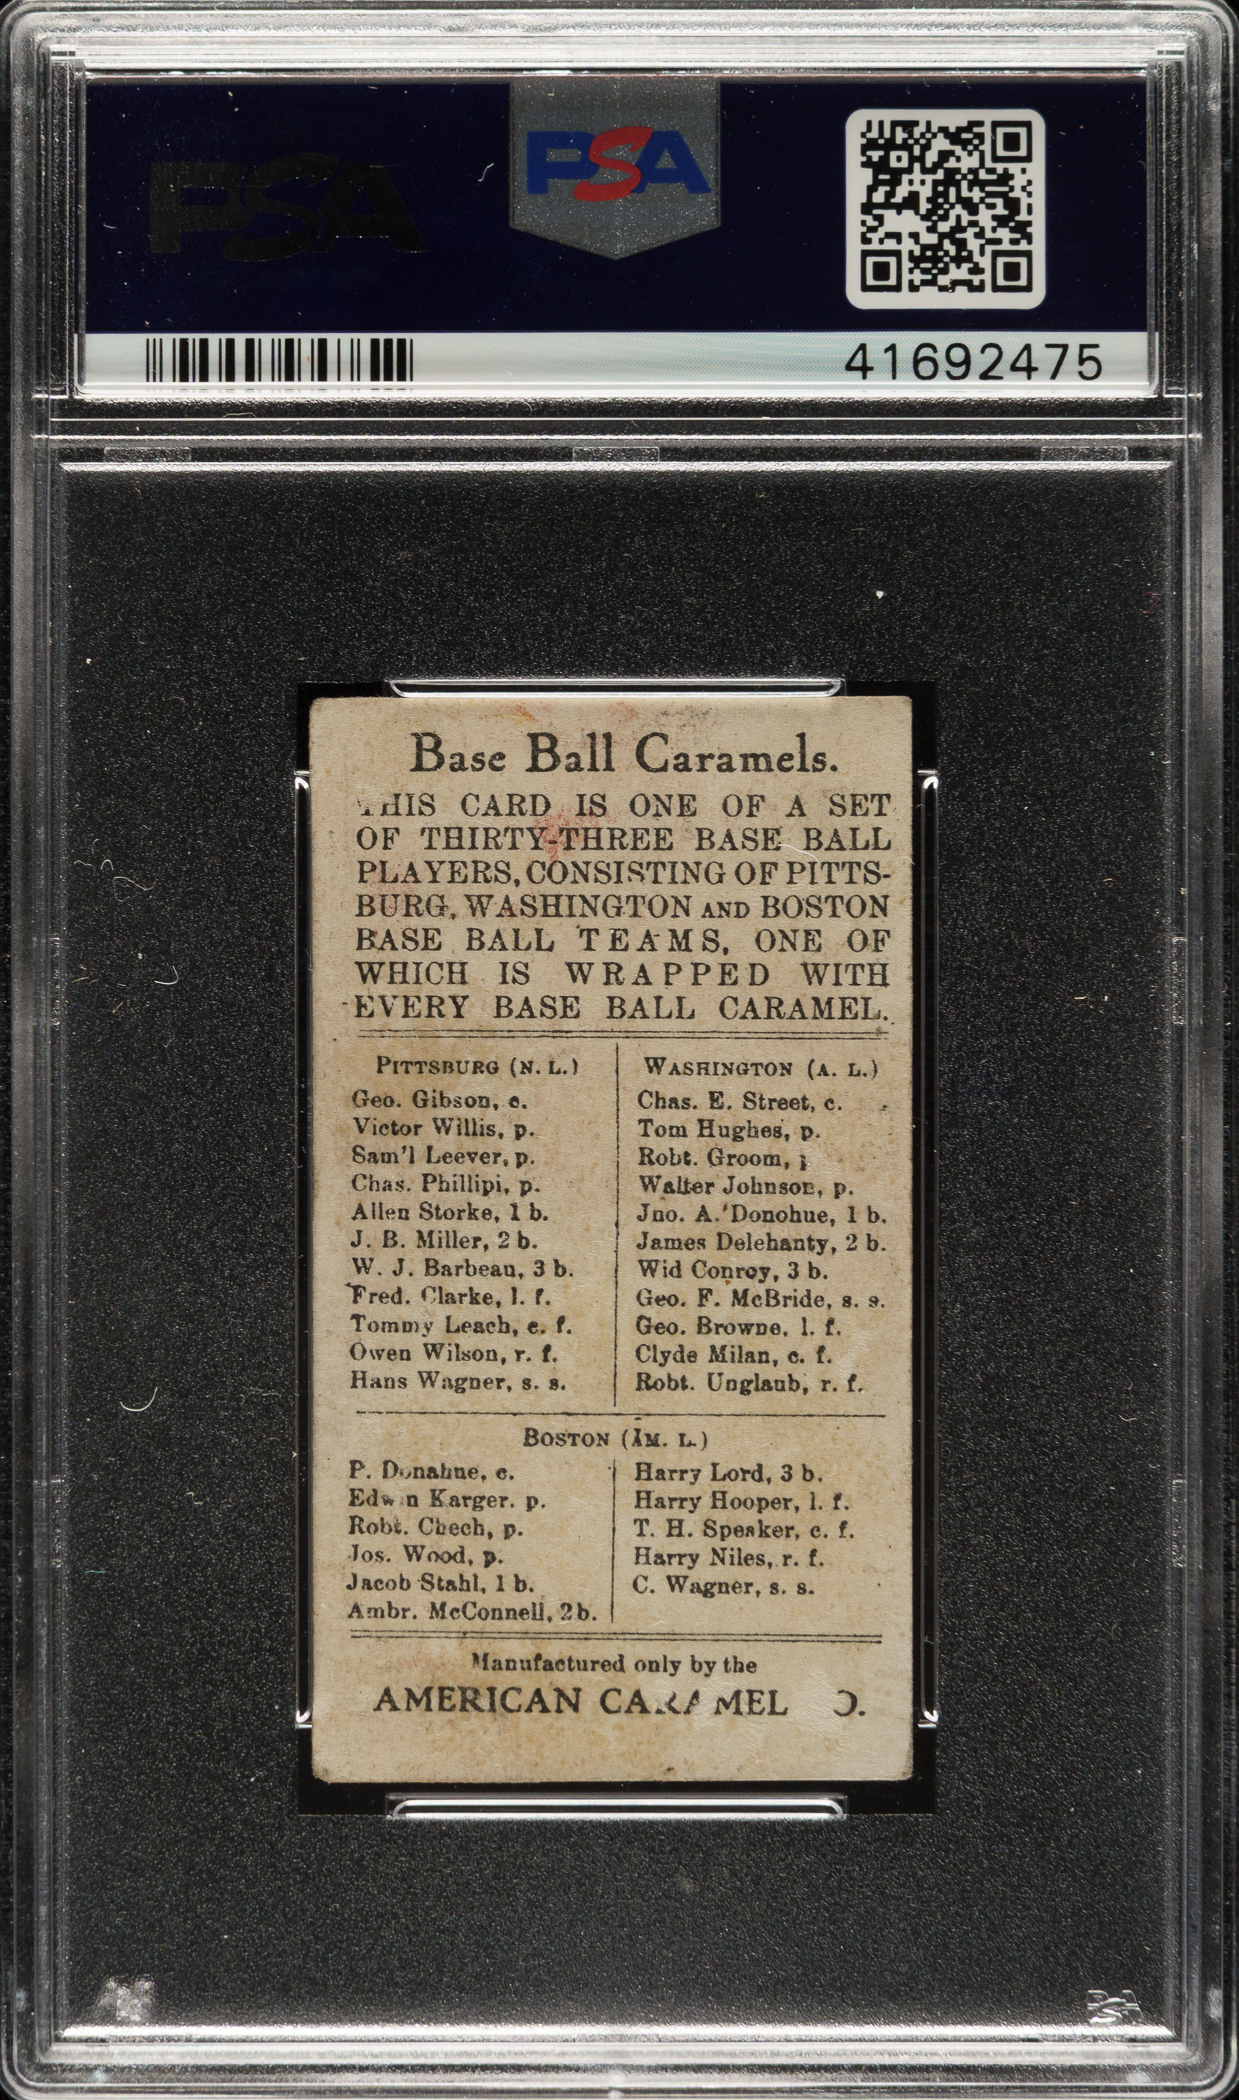 PSA
PSA
41692475
Base Ball Caramels.
THIS CARD IS ONE OF A SET
OF THIRTY-THREE BASE BALL
PLAYERS, CONSISTING OF PITTS-
BURG, WASHINGTON AND BOSTON
BASE BALL TEAMS, ONE OF
WHICH IS WRAPPED WITH
EVERY BASE BALL CARAMEL.
PITTSBURG (N. L.)
Geo. Gibson, c.
Victor Willis, p.
Sam'l Leever, p.
Chas. Phillipi, p.
Allen Storke, 1 b.
J. B. Miller, 2 b.
W. J. Barbeau, 3 b.
Fred. Clarke, l. f.
Tommy Leach, c. f.
Owen Wilson, r. f.
Hans Wagner, s. s.
WASHINGTON (A. L.)
Chas. E. Street, c.
Tom Hughes, p.
Robt. Groom, p
Walter Johnson, p.
Jno. A. Donohue, 1 b.
James Delehanty, 2 b.
Wid Conroy, 3 b.
Geo. F. McBride, s. s.
Geo. Browne, l. f.
Clyde Milan, c. f.
Robt. Unglaub, r. f.
BOSTON (AM. L.)
P. Donahue, c.
Edwin Karger. p.
Robt. Chech, p.
Jos. Wood, p.
Jacob Stahl, 1 b.
Ambr. McConnell, 2 b.
Harry Lord, 3 b.
Harry Hooper, l. f.
T. H. Speaker, c. f.
Harry Niles, r. f.
C. Wagner, s. s.
Manufactured only by the
AMERICAN CARAMEL O.
PSA